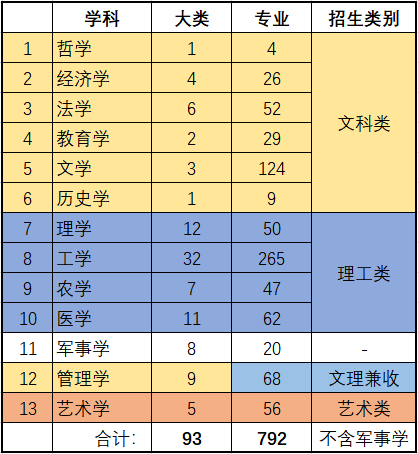 学科 大类 专业 招生类别
1 哲学 1 4
2 经济学 4 26
3 法学 6 52
文科类
4 教育学 2 29
5 文学 3 124
6 历史学 1 9
7 理学 12 50
8 工学 32 265
理工类
9 农学 7 47
10 医学 11 62
11 军事学 8 20 -
12 管理学 9 68 文理兼收
13 艺术学 5 56 艺术类
合计： 93 792 不含军事学